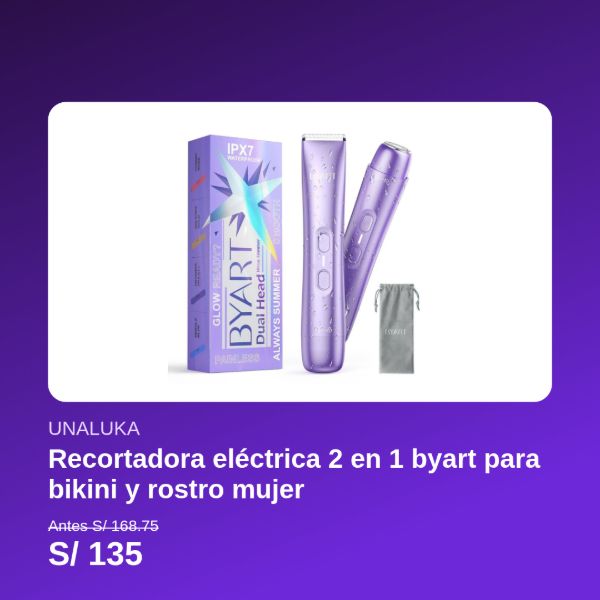 IPX7
WATERPROOF
GLOW READY?
BYART
Dual Head
ALWAYS SUMMER
SMOOTH
PAINLESS
BYART
UNALUKA
Recortadora eléctrica 2 en 1 byart para
bikini y rostro mujer
Antes S/ 168.75
S/ 135